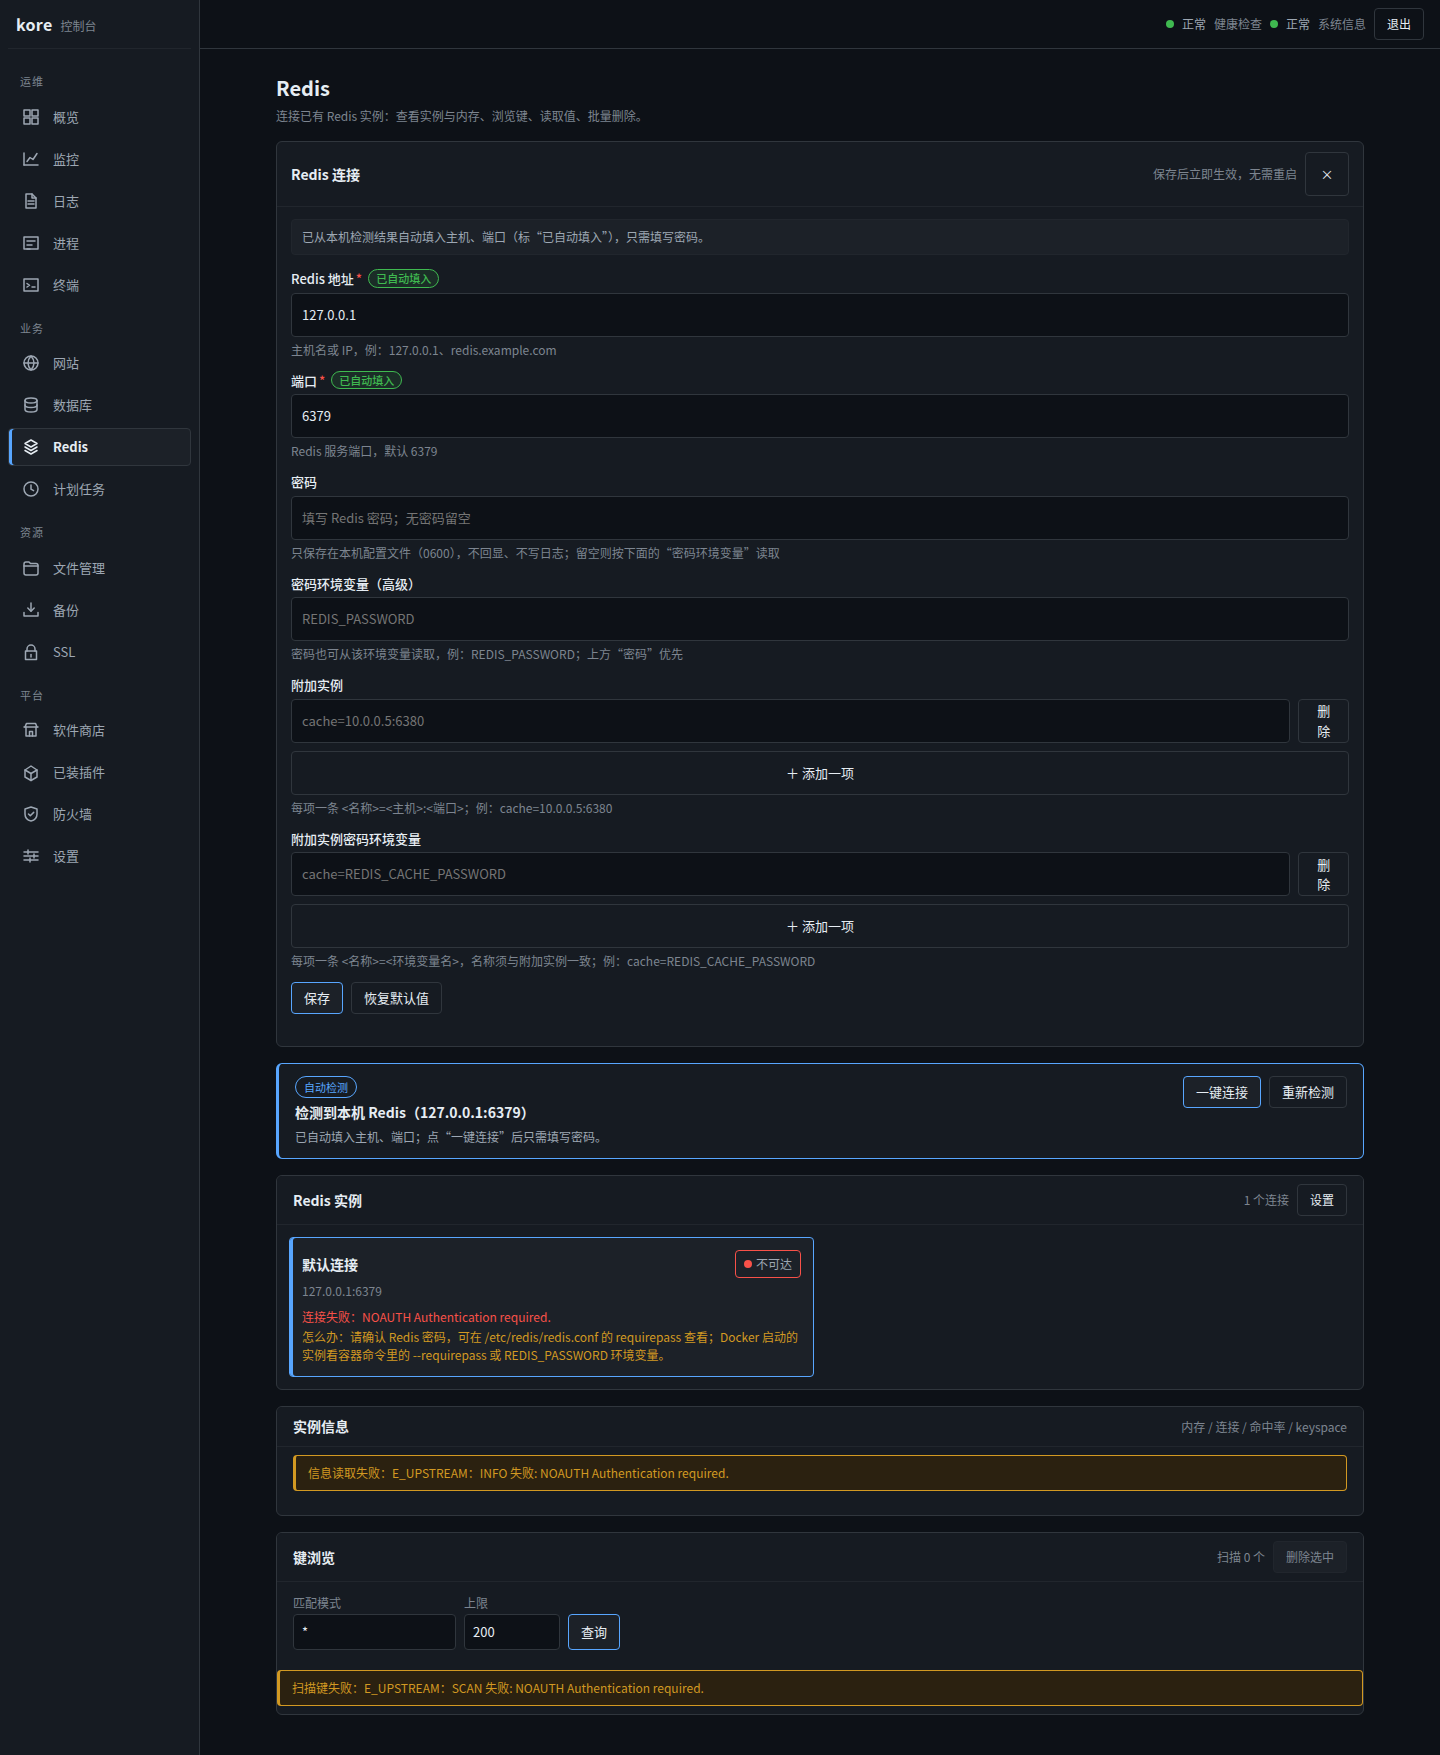 kore 控制台
正常 健康检查 正常 系统信息 退出
运维
概览
监控
日志
进程
终端
业务
网站
数据库
Redis
计划任务
资源
文件管理
备份
SSL
平台
软件商店
已装插件
防火墙
设置
Redis
连接已有 Redis 实例：查看实例与内存、浏览键、读取值、批量删除。
Redis 连接
保存后立即生效，无需重启 ×
已从本机检测结果自动填入主机、端口（标“已自动填入”），只需填写密码。
Redis 地址 * 已自动填入
127.0.0.1
主机名或 IP，例：127.0.0.1、redis.example.com
端口 * 已自动填入
6379
Redis 服务端口，默认 6379
密码
填写 Redis 密码；无密码留空
只保存在本机配置文件（0600），不回显、不写日志；留空则按下面的“密码环境变量”读取
密码环境变量（高级）
REDIS_PASSWORD
密码也可从该环境变量读取，例：REDIS_PASSWORD；上方“密码”优先
附加实例
cache=10.0.0.5:6380
删
除
＋ 添加一项
每项一条 <名称>=<主机>:<端口>；例：cache=10.0.0.5:6380
附加实例密码环境变量
cache=REDIS_CACHE_PASSWORD
删
除
＋ 添加一项
每项一条 <名称>=<环境变量名>，名称须与附加实例一致；例：cache=REDIS_CACHE_PASSWORD
保存 恢复默认值
自动检测
检测到本机 Redis（127.0.0.1:6379）
已自动填入主机、端口；点“一键连接”后只需填写密码。
一键连接 重新检测
Redis 实例
1 个连接 设置
默认连接 不可达
127.0.0.1:6379
连接失败：NOAUTH Authentication required.
怎么办：请确认 Redis 密码，可在 /etc/redis/redis.conf 的 requirepass 查看；Docker 启动的
实例看容器命令里的 --requirepass 或 REDIS_PASSWORD 环境变量。
实例信息
内存 / 连接 / 命中率 / keyspace
信息读取失败：E_UPSTREAM：INFO 失败: NOAUTH Authentication required.
键浏览
扫描 0 个 删除选中
匹配模式 上限
* 200 查询
扫描键失败：E_UPSTREAM：SCAN 失败: NOAUTH Authentication required.